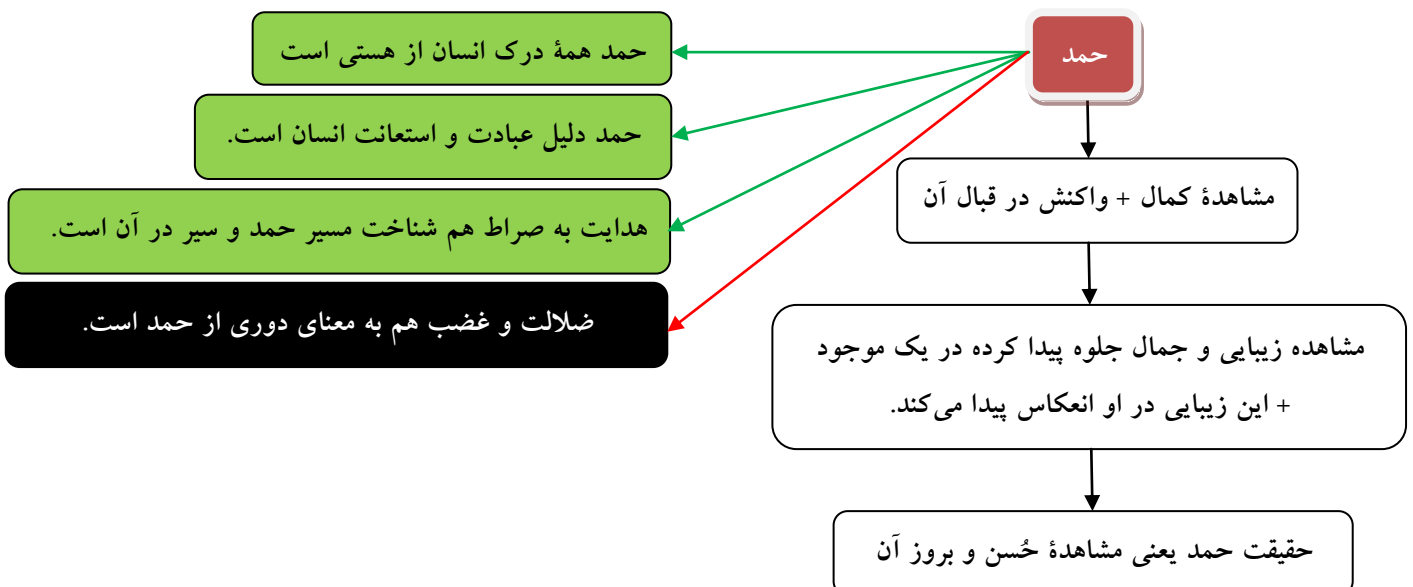 حمد
حمد همهٔ درک انسان از هستی است
حمد دلیل عبادت و استعانت انسان است.
هدایت به صراط هم شناخت مسیر حمد و سیر در آن است.
ضلالت و غضب هم به معنای دوری از حمد است.
مشاهدهٔ کمال + واکنش در قبال آن
مشاهده زیبایی و جمال جلوه پیدا کرده در یک موجود
+ این زیبایی در او انعکاس پیدا می‌کند.
حقیقت حمد یعنی مشاهدهٔ حُسن و بروز آن